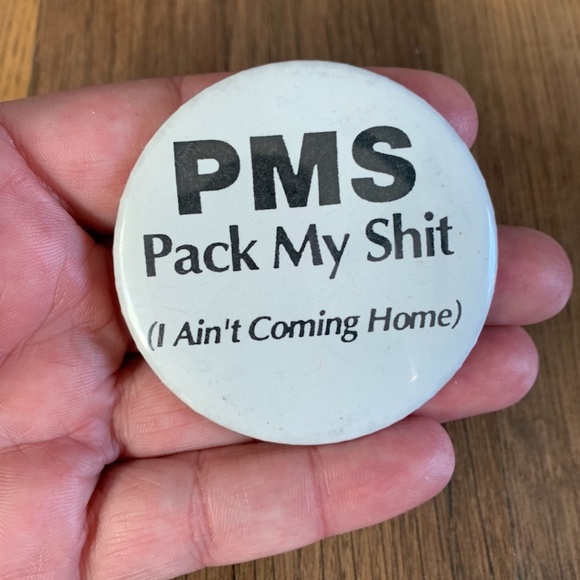 PMS
Pack My Shit
(I Ain't Coming Home)